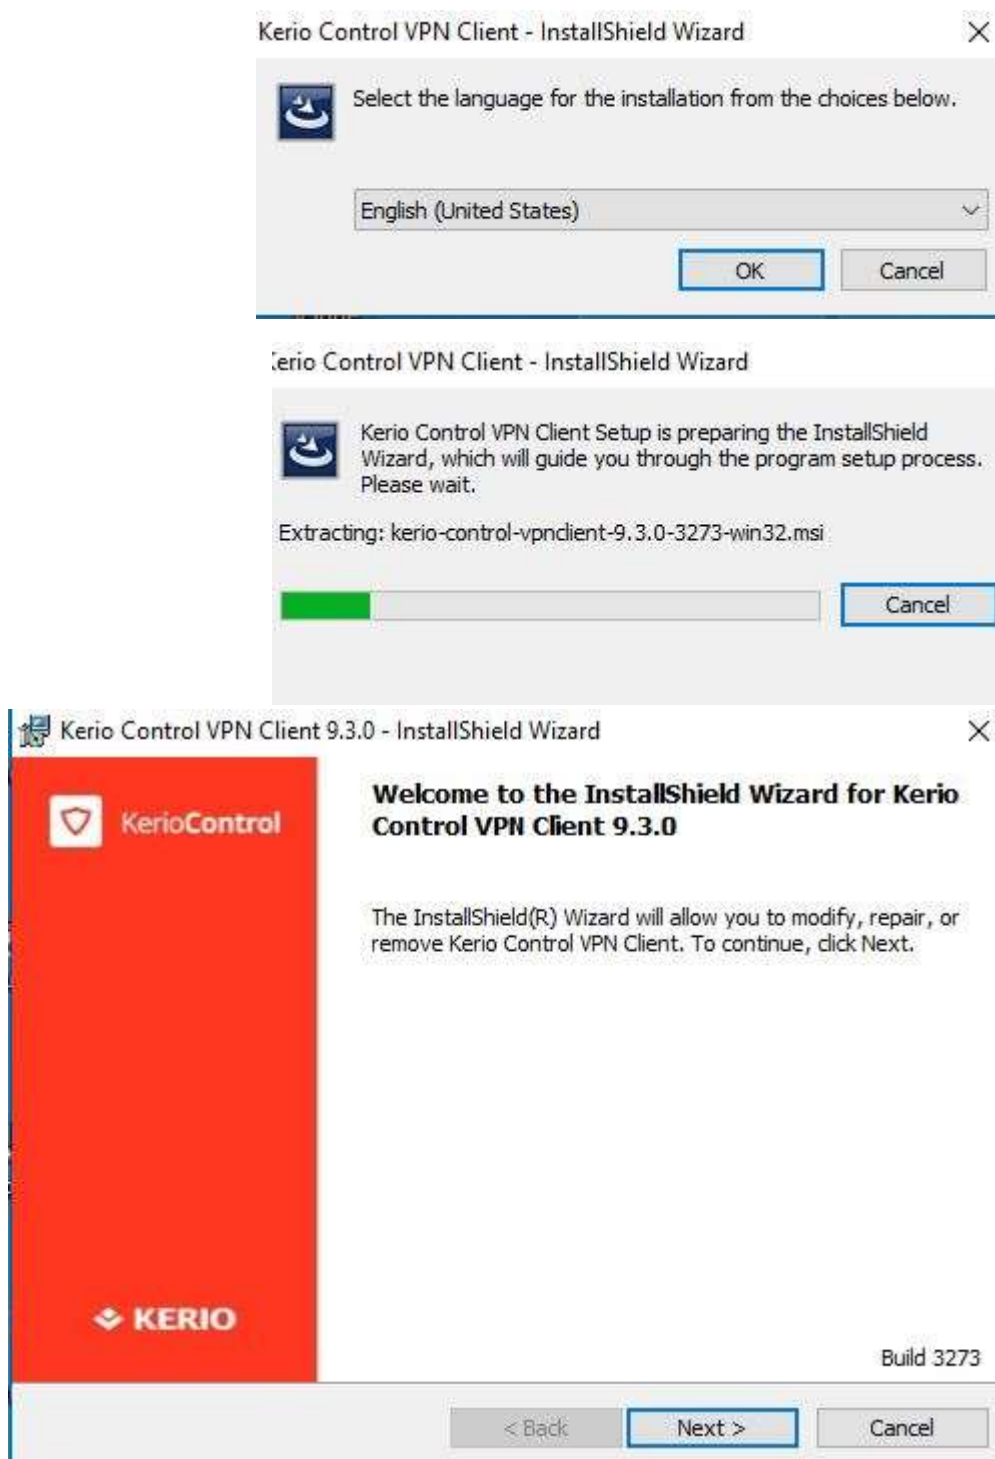 Kerio Control VPN Client - InstallShield Wizard
Select the language for the installation from the choices below.
English (United States)
OK
Cancel
Kerio Control VPN Client - InstallShield Wizard
Kerio Control VPN Client Setup is preparing the InstallShield
Wizard, which will guide you through the program setup process.
Please wait.
Extracting: kerio-control-vpnclient-9.3.0-3273-win32.msi
Cancel
Kerio Control VPN Client 9.3.0 - InstallShield Wizard
KerioControl
Welcome to the InstallShield Wizard for Kerio
Control VPN Client 9.3.0
The InstallShield(R) Wizard will allow you to modify, repair, or
remove Kerio Control VPN Client. To continue, click Next.
KERIO
Build 3273
< Back
Next >
Cancel